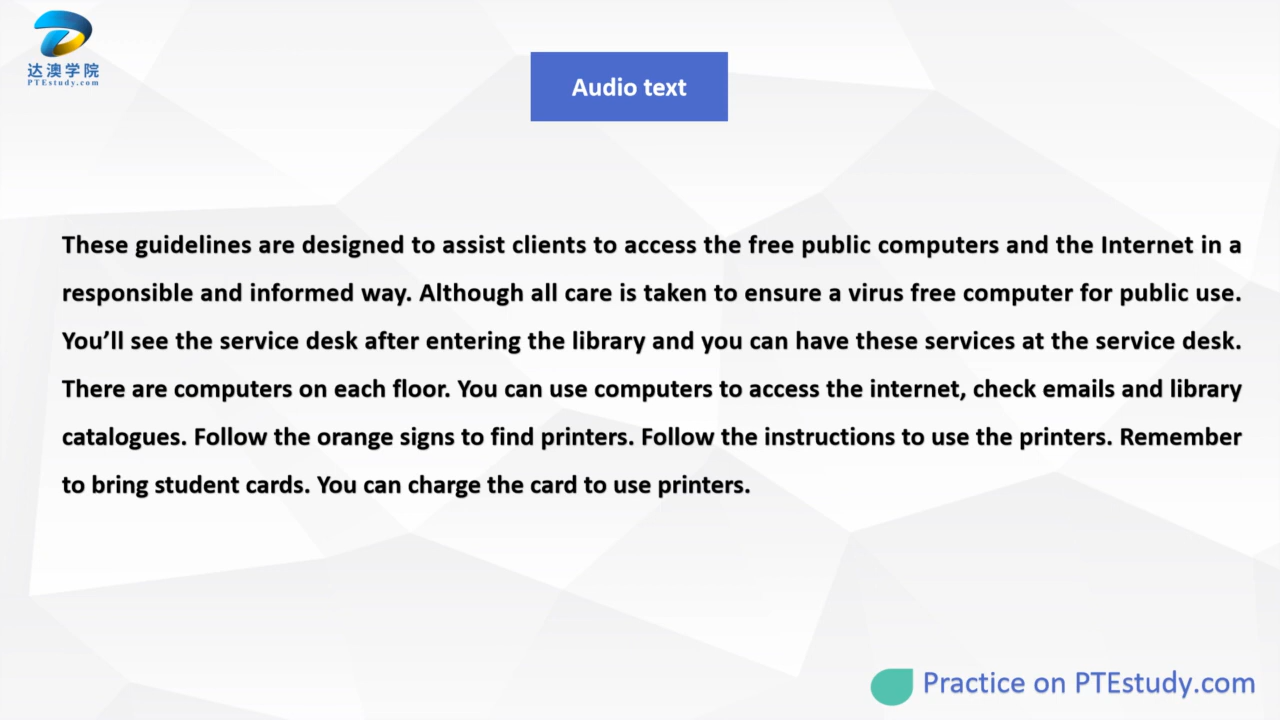 达澳学院
PTEstudy.com
Audio text
These guidelines are designed to assist clients to access the free public computers and the Internet in a
responsible and informed way. Although all care is taken to ensure a virus free computer for public use.
You’ll see the service desk after entering the library and you can have these services at the service desk.
There are computers on each floor. You can use computers to access the internet, check emails and library
catalogues. Follow the orange signs to find printers. Follow the instructions to use the printers. Remember
to bring student cards. You can charge the card to use printers.
Practice on PTEstudy.com